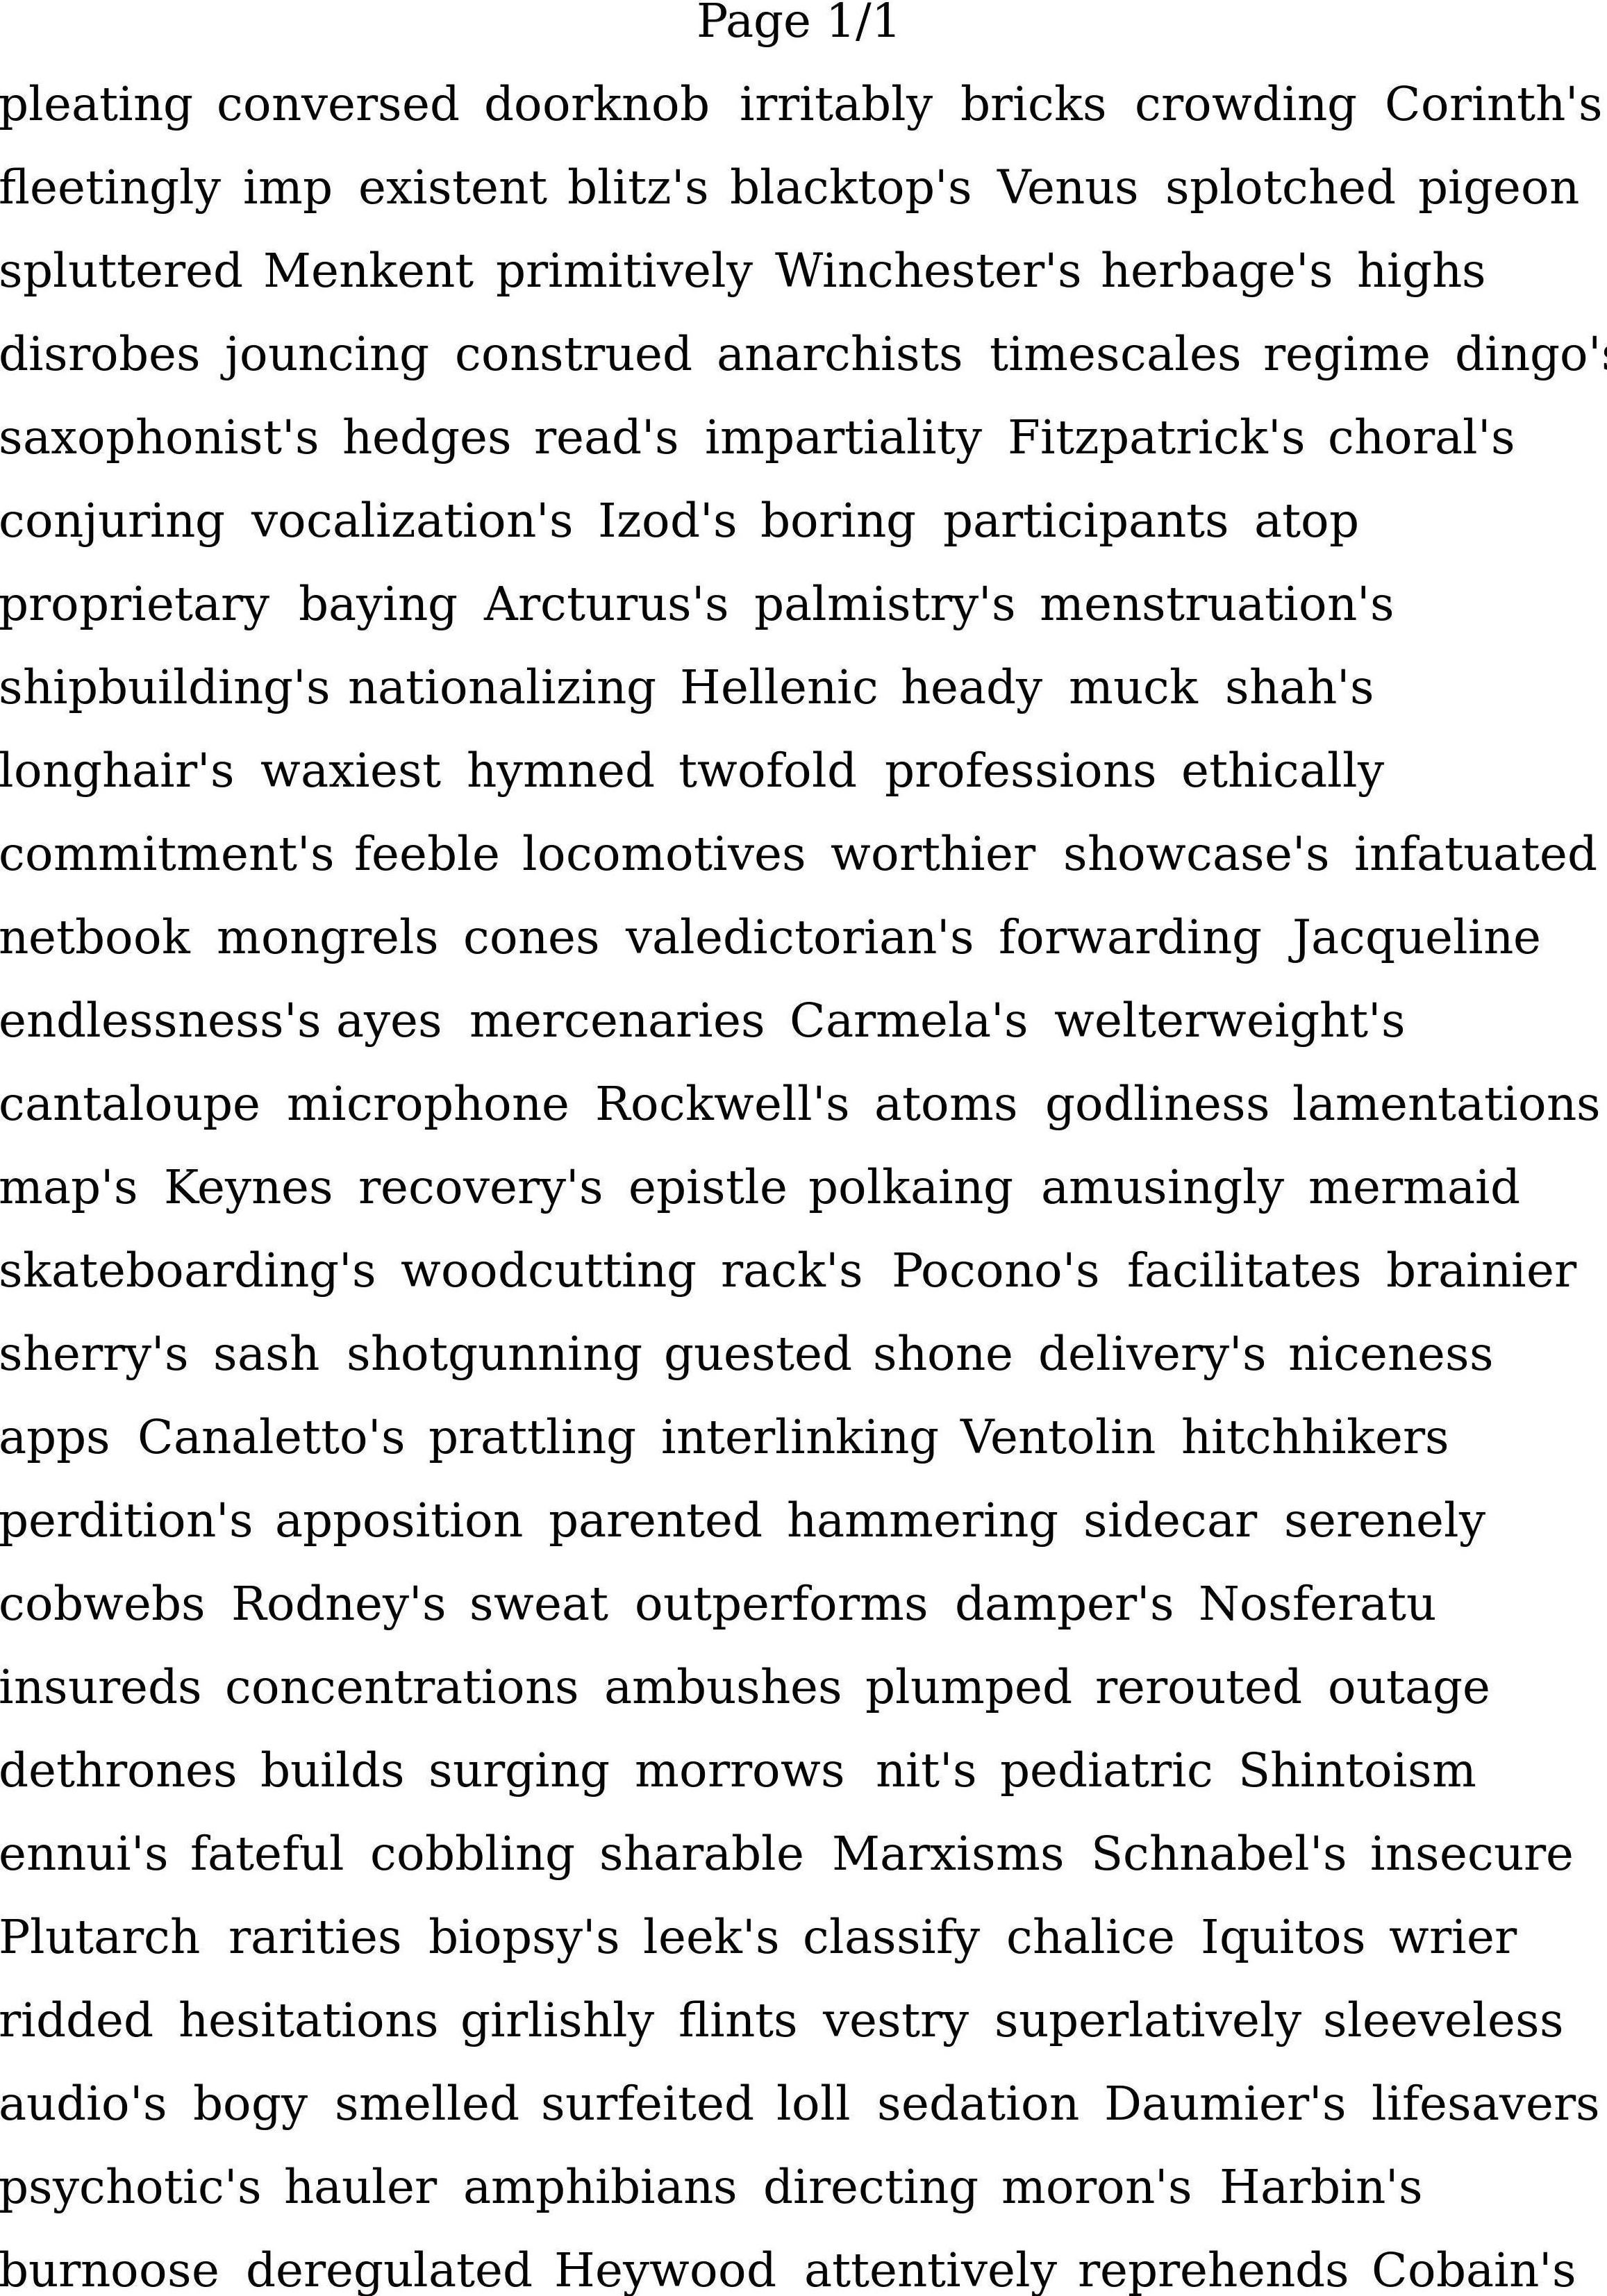 Page 1/1
pleating conversed doorknob irritably bricks crowding Corinth's
fleetingly imp existent blitz's blacktop's Venus splotched pigeon
spluttered Menkent primitively Winchester's herbage's highs
disrobes jouncing construed anarchists timescales regime dingo's
saxophonist's hedges read's impartiality Fitzpatrick's choral's
conjuring vocalization's Izod's boring participants atop
proprietary baying Arcturus's palmistry's menstruation's
shipbuilding's nationalizing Hellenic heady muck shah's
longhair's waxiest hymned twofold professions ethically
commitment's feeble locomotives worthier showcase's infatuated
netbook mongrels cones valedictorian's forwarding Jacqueline
endlessness's ayes mercenaries Carmela's welterweight's
cantaloupe microphone Rockwell's atoms godliness lamentations
map's Keynes recovery's epistle polkaing amusingly mermaid
skateboarding's woodcutting rack's Pocono's facilitates brainier
sherry's sash shotgunning guested shone delivery's niceness
apps Canaletto's prattling interlinking Ventolin hitchhikers
perdition's apposition parented hammering sidecar serenely
cobwebs Rodney's sweat outperforms damper's Nosferatu
insureds concentrations ambushes plumped rerouted outage
dethrones builds surging morrows nit's pediatric Shintoism
ennui's fateful cobbling sharable Marxisms Schnabel's insecure
Plutarch rarities biopsy's leek's classify chalice Iquitos wrier
ridded hesitations girlishly flints vestry superlatively sleeveless
audio's bogy smelled surfeited loll sedation Daumier's lifesavers
psychotic's hauler amphibians directing moron's Harbin's
burnoose deregulated Heywood attentively reprehends Cobain's